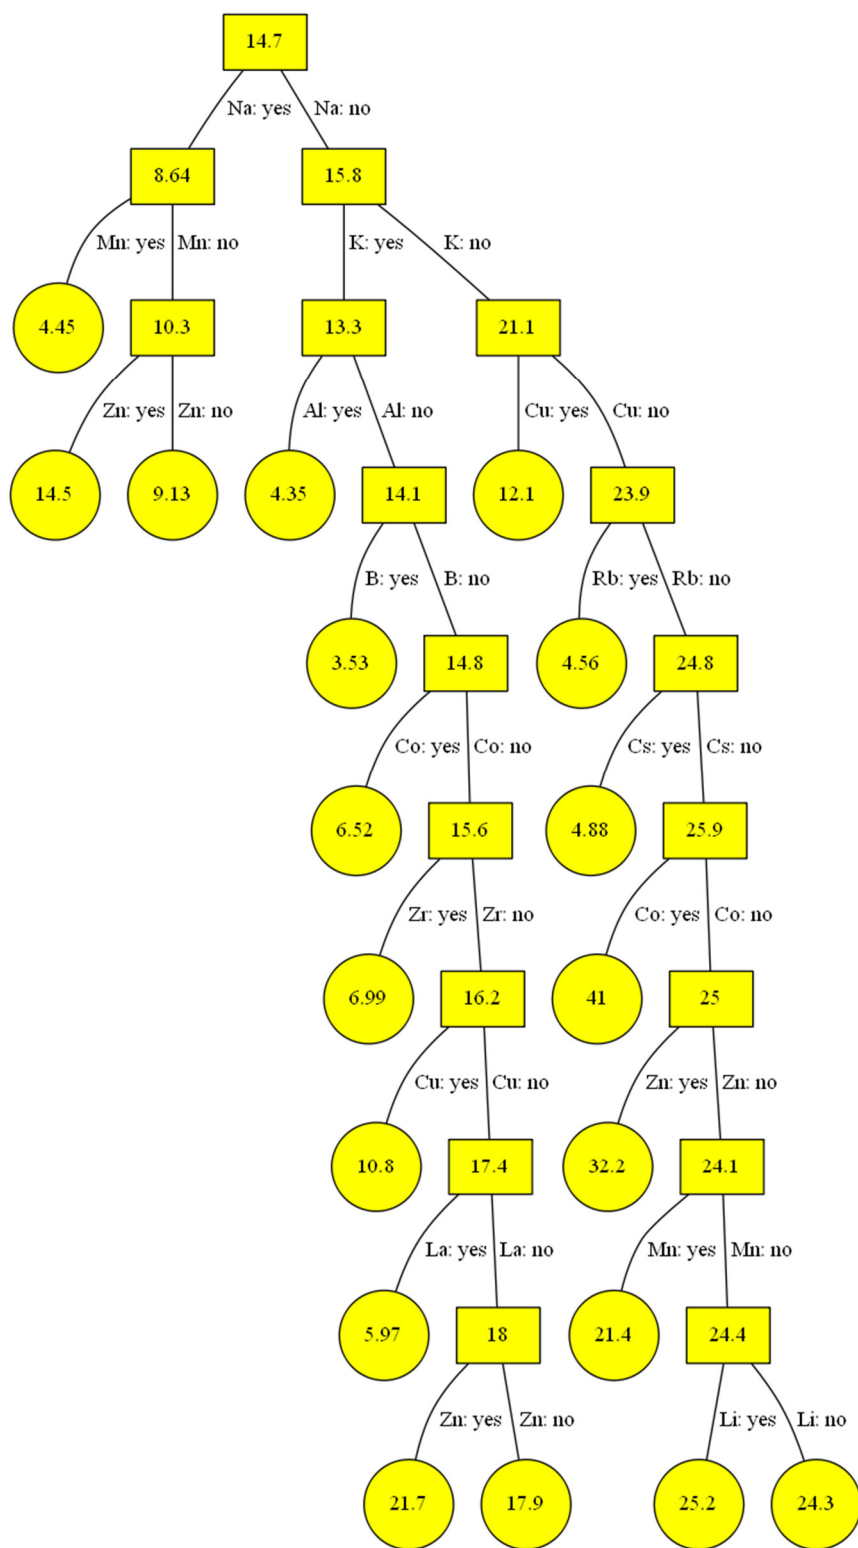 14.7
Na: yes Na: no
8.64 15.8
Mn: yes Mn: no K: yes K: no
4.45 10.3 13.3 21.1
Zn: yes Zn: no Al: yes Al: no Cu: yes Cu: no
14.5 9.13 4.35 14.1 12.1 23.9
B: yes B: no Rb: yes Rb: no
3.53 14.8 4.56 24.8
Co: yes Co: no Cs: yes Cs: no
6.52 15.6 4.88 25.9
Zr: yes Zr: no Co: yes Co: no
6.99 16.2 41 25
Cu: yes Cu: no Zn: yes Zn: no
10.8 17.4 32.2 24.1
La: yes La: no Mn: yes Mn: no
5.97 18 21.4 24.4
Zn: yes Zn: no Li: yes Li: no
21.7 17.9 25.2 24.3